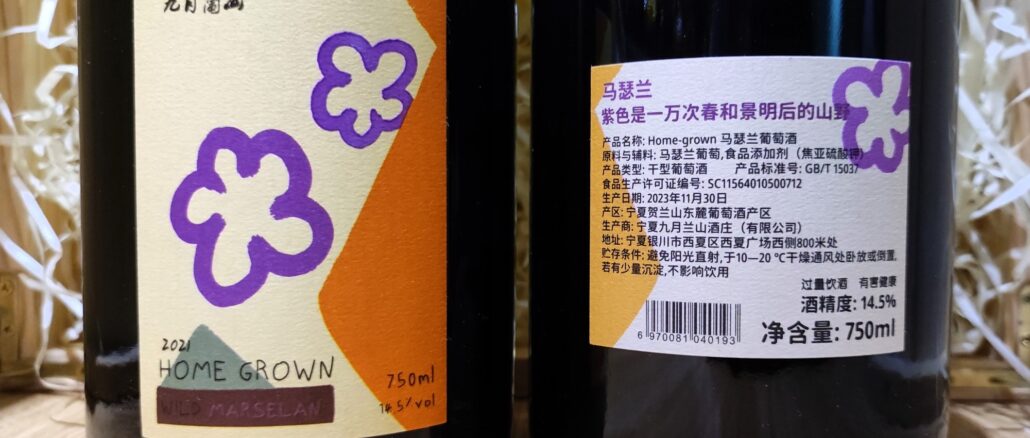 2021
HOME GROWN
WILD MARSELAN
750ml
14.5% vol
马瑟兰
紫色是一万次春和景明后的山野
产品名称: Home-grown 马瑟兰葡萄酒
原料与辅料: 马瑟兰葡萄,食品添加剂（焦亚硫酸钾）
产品类型: 干型葡萄酒 产品标准号: GB/T 15037
食品生产许可证编号: SC11564010500712
生产日期: 2023年11月30日
产区: 宁夏贺兰山东麓葡萄酒产区
生产商: 宁夏九月兰山酒庄（有限公司）
地址: 宁夏银川市西夏区西夏广场西侧800米处
贮存条件: 避免阳光直射,于10—20 ℃干燥通风处卧放或倒置,
若有少量沉淀,不影响饮用
过量饮酒 有害健康
酒精度: 14.5%
净含量: 750ml
6 970081 040193